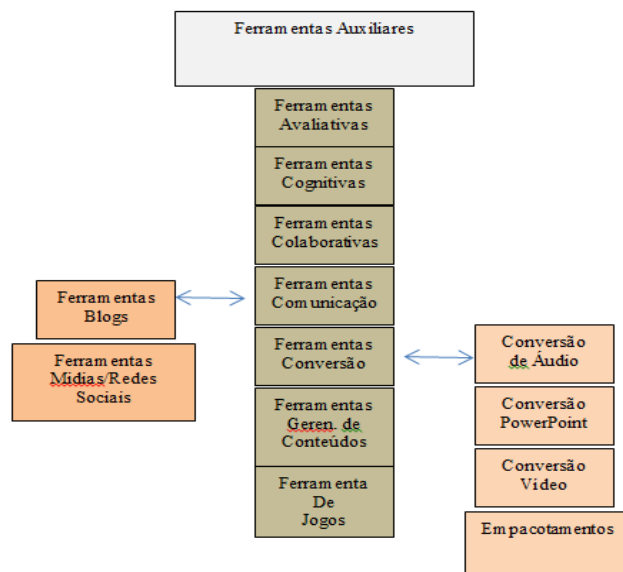 Ferramentas Auxiliares
Ferramentas
Avaliativas
Ferramentas
Cognitivas
Ferramentas
Colaborativas
Ferramentas
Comunicação
Ferramentas
Conversão
Ferramentas
Geren. de
Conteúdos
Ferramenta
De
Jogos
Ferramentas
Blogs
Ferramentas
Mídias/Redes
Sociais
Conversão
de Áudio
Conversão
PowerPoint
Conversão
Vídeo
Empacotamentos